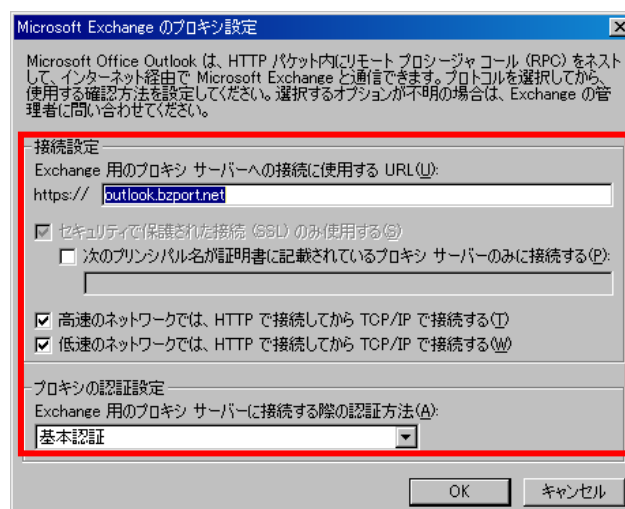 Microsoft Exchange のプロキシ設定
Microsoft Office Outlook は、HTTP パケット内にリモート プロシージャ コール (RPC) をネスト
して、インターネット経由で Microsoft Exchange と通信できます。プロトコルを選択してから、
使用する確認方法を設定してください。選択するオプションが不明の場合は、Exchange の管
理者に問い合わせてください。
接続設定
Exchange 用のプロキシ サーバーへの接続に使用する URL(U):
https:// outlook.bzport.net
セキュリティで保護された接続 (SSL) のみ使用する(S)
次のプリンシパル名が証明書に記載されているプロキシ サーバーのみに接続する(P):
高速のネットワークでは、HTTP で接続してから TCP/IP で接続する(T)
低速のネットワークでは、HTTP で接続してから TCP/IP で接続する(W)
プロキシの認証設定
Exchange 用のプロキシ サーバーに接続する際の認証方法(A):
基本認証
OK キャンセル